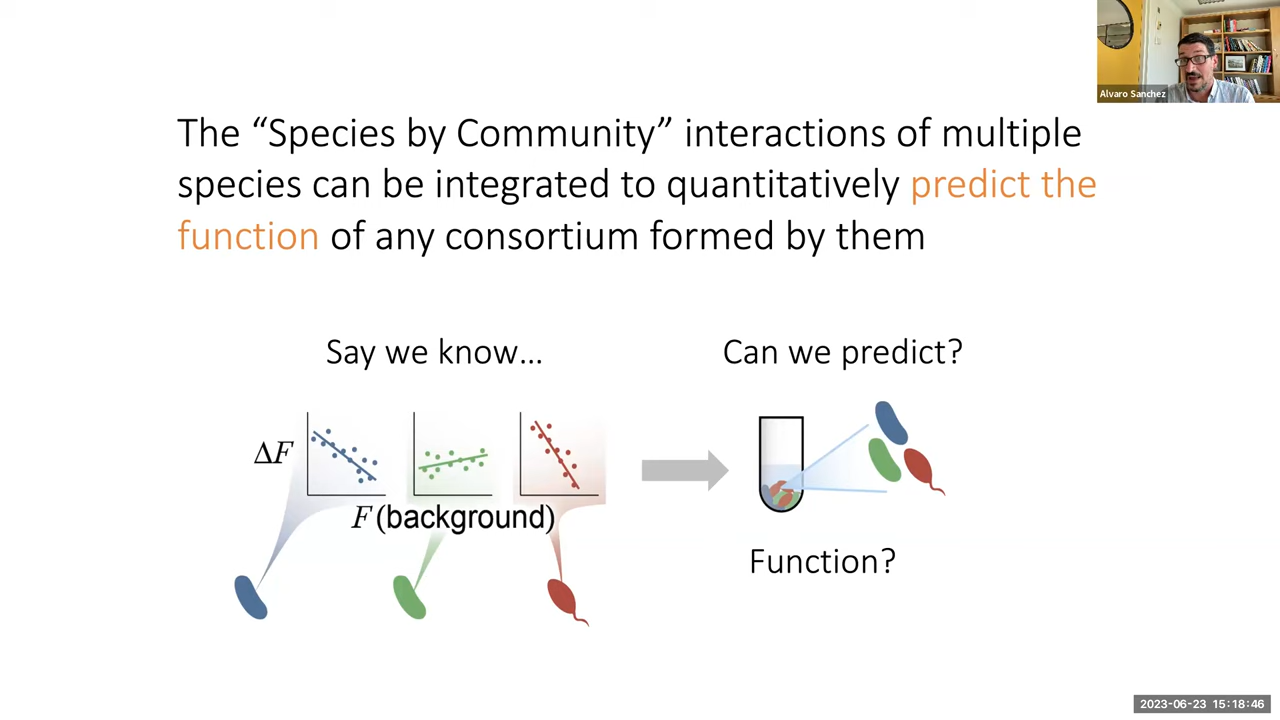 Alvaro Sanchez
The “Species by Community” interactions of multiple
species can be integrated to quantitatively predict the
function of any consortium formed by them
Say we know...
Can we predict?
ΔF
F (background)
Function?
2023-06-23 15:18:46